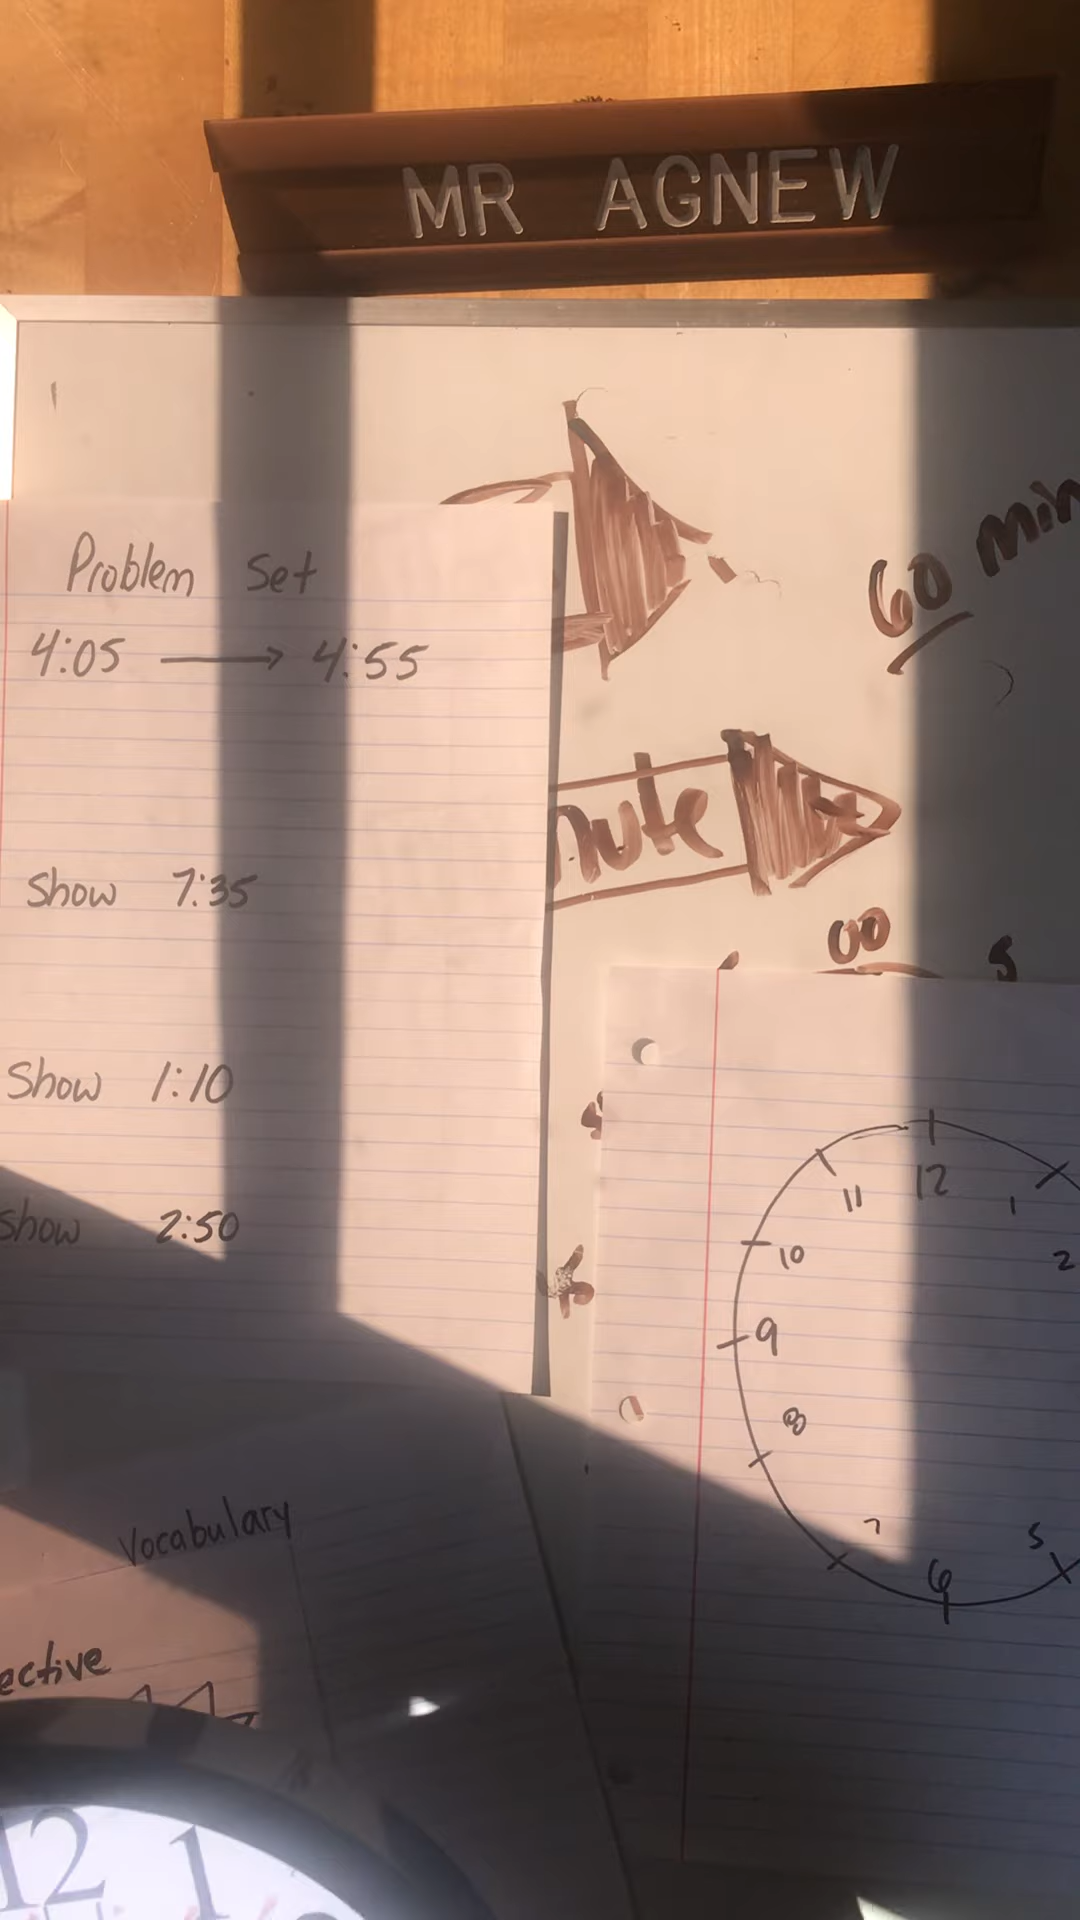 MR AGNEW
60 min
Problem Set
4:05 → 4:55
nute
Show 7:35
00
5
Show 1:10
Show 2:50
12
11
1
10
2
9
8
7
5
6
Vocabulary
ective
12 1